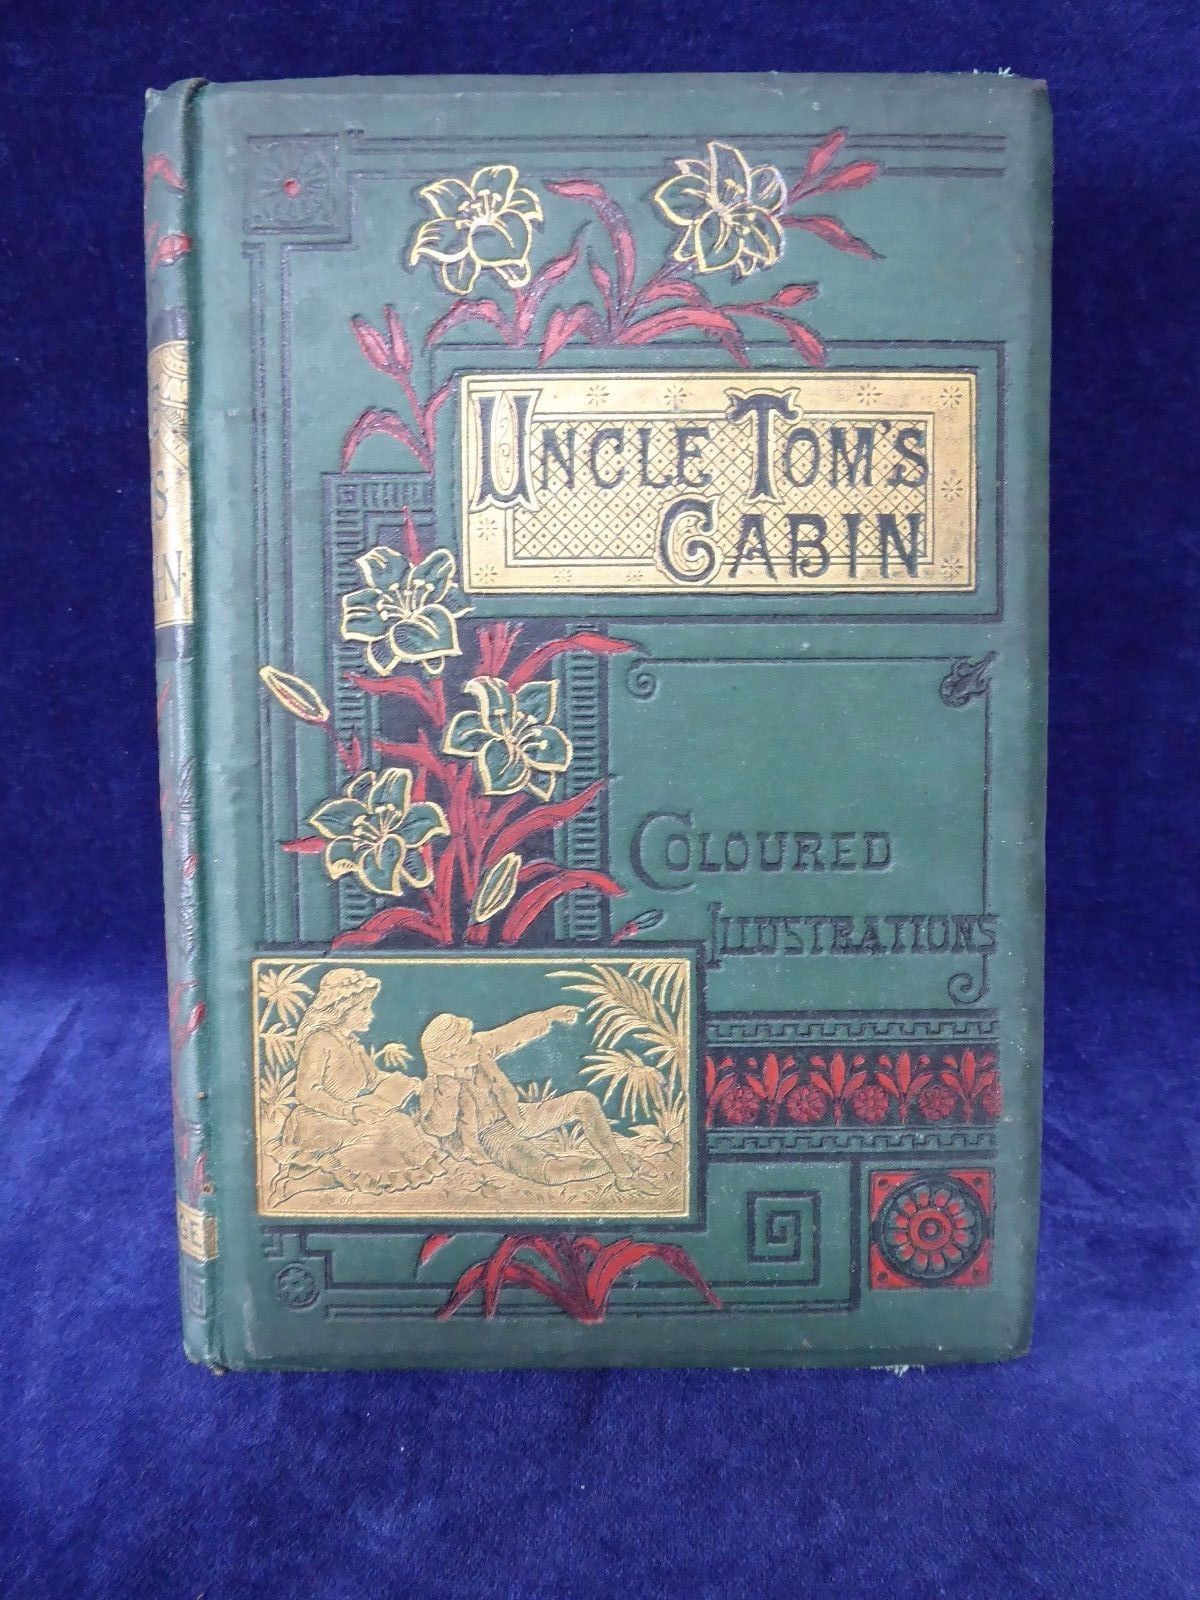 UNCLE TOM'S
CABIN
COLOURED
ILLUSTRATIONS